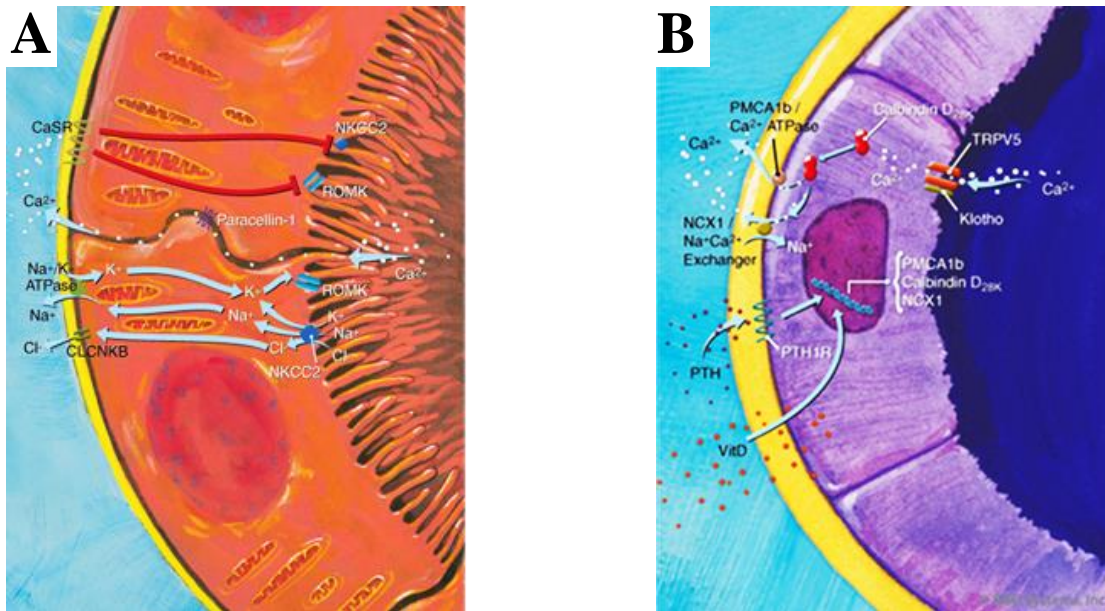 A
CaSR
NKCC2
ROMK
Ca²⁺
Paracellin-1
Ca²⁺
Na⁺/K⁺
ATPase
K⁺
K⁺
ROMK
Na⁺
Na⁺
K⁺
Na⁺
Cl⁻
CLCNKB
Cl⁻
Cl⁻
NKCC2
B
PMCA1b /
Ca²⁺ ATPase
Calbindin D
Ca²⁺
TRPV5
Ca²⁺
Ca²⁺
Klotho
NCX1 /
Na⁺Ca²⁺
Exchanger
Na⁺
PMCA1b
Calbindin D₂₈ₖ
NCX1
PTH1R
PTH
VitD